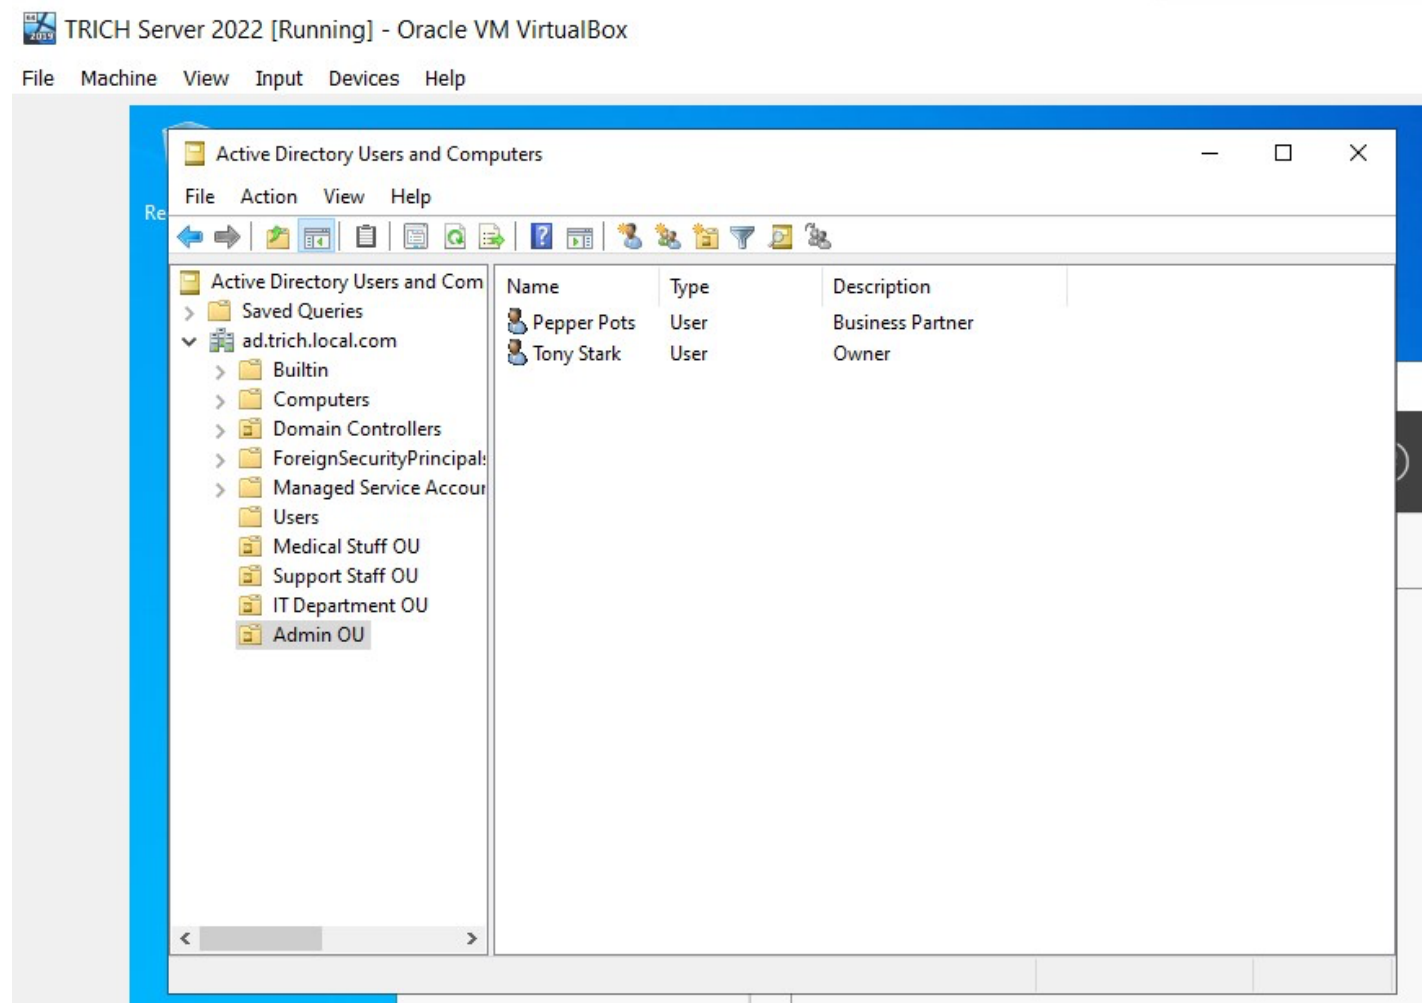 TRICH Server 2022 [Running] - Oracle VM VirtualBox
File Machine View Input Devices Help
Active Directory Users and Computers
File Action View Help
Re
Active Directory Users and Com
Saved Queries
ad.trich.local.com
Builtin
Computers
Domain Controllers
ForeignSecurityPrincipal
Managed Service Accour
Users
Medical Stuff OU
Support Staff OU
IT Department OU
Admin OU
Name Type Description
Pepper Pots User Business Partner
Tony Stark User Owner